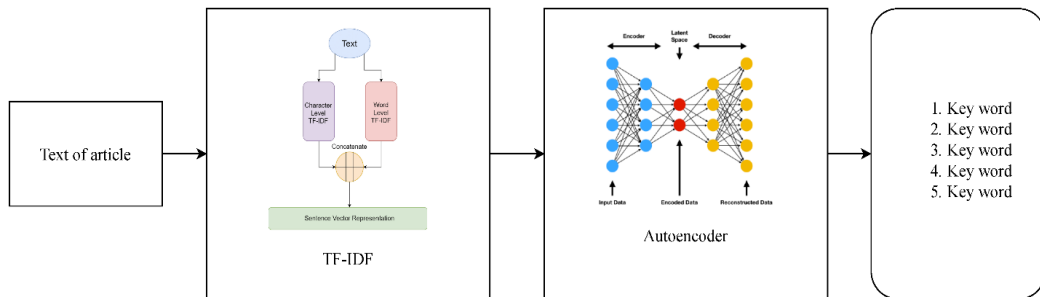 Text of article
Text
Character
Level
TF-IDF
Word
Level
TF-IDF
Concatenate
Sentence Vector Representation
TF-IDF
Encoder
Latent
Space
Decoder
Input Data
Encoded Data
Reconstructed Data
Autoencoder
1. Key word
2. Key word
3. Key word
4. Key word
5. Key word